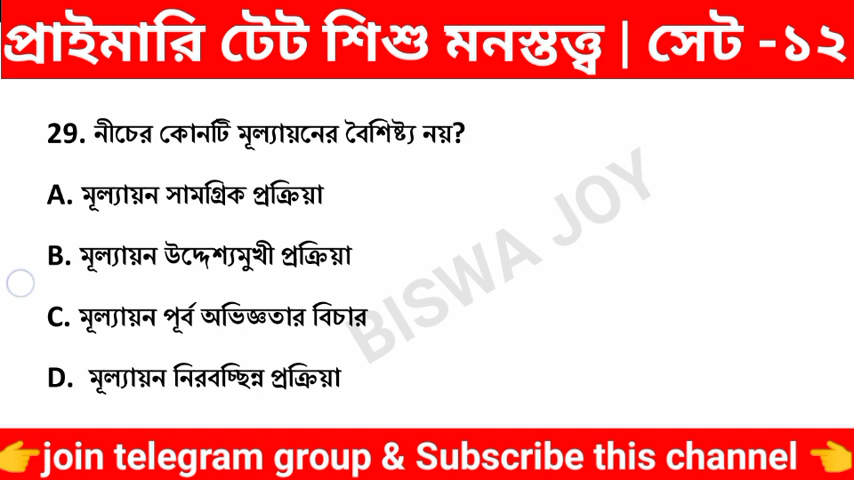 প্রাইমারি টেট শিশু মনস্তত্ত্ব | সেট -১২
29. নীচের কোনটি মূল্যায়নের বৈশিষ্ট্য নয়?
A. মূল্যায়ন সামগ্রিক প্রক্রিয়া
B. মূল্যায়ন উদ্দেশ্যমুখী প্রক্রিয়া
C. মূল্যায়ন পূর্ব অভিজ্ঞতার বিচার
D. মূল্যায়ন নিরবচ্ছিন্ন প্রক্রিয়া
BISWA JOY
👉join telegram group & Subscribe this channel 👈